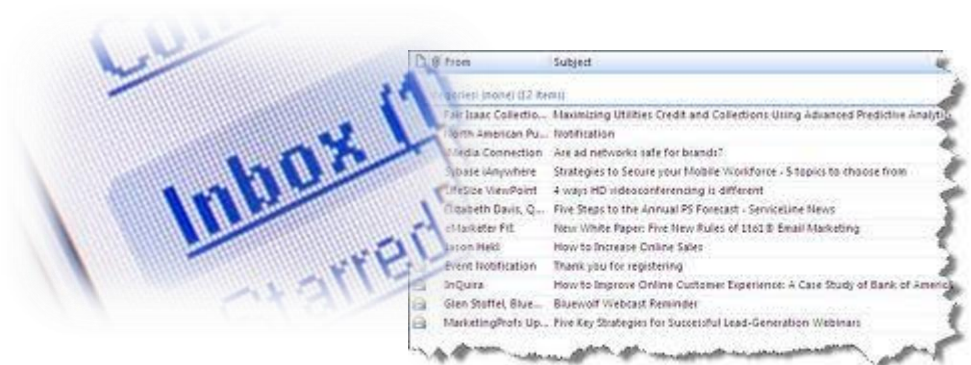 Inbox (1
Starred
From Subject
(none) (12 items)
Fair Isaac Collectio... Maximizing Utilities Credit and Collections Using Advanced Predictive
North American Pu... Notification
iMedia Connection Are ad networks safe for brands?
Sybase iAnywhere Strategies to Secure your Mobile Workforce - 5 topics to choose from
LifeSize ViewPoint 4 ways HD videoconferencing is different
Elizabeth Davis, Q... Five Steps to the Annual PS Forecast - ServiceLine News
eMarketer New White Paper: Five New Rules of 1to1® Email Marketing
Jason How to Increase Online Sales
Event Notification Thank you for registering
InQuira How to Improve Online Customer Experience: A Case Study of Bank of America
Glen Stoffel, Blue... Bluewolf Webcast Reminder
MarketingProfs Up... Five Key Strategies for Successful Lead-Generation Webinars